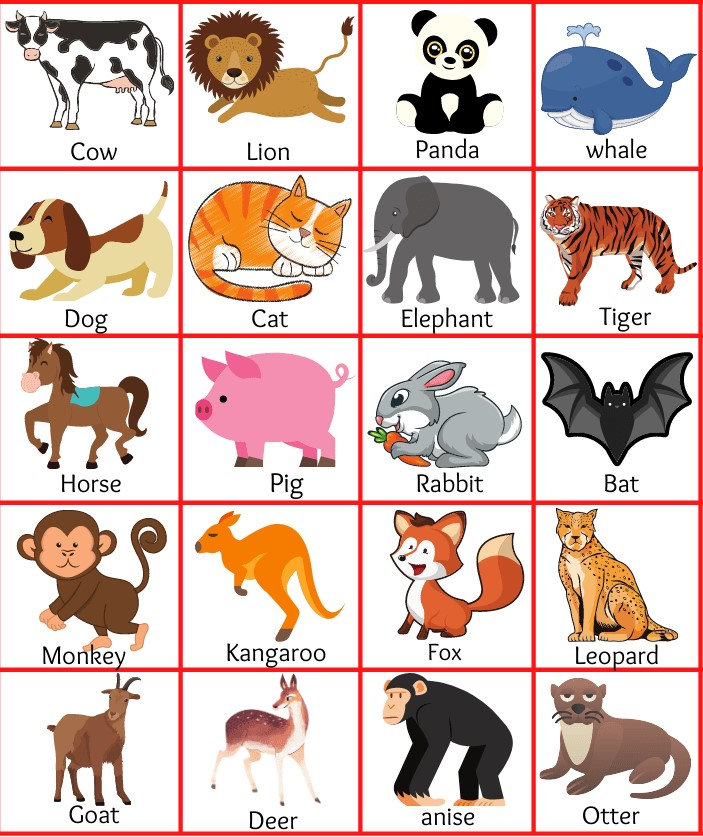 Cow
Lion
Panda
whale
Dog
Cat
Elephant
Tiger
Horse
Pig
Rabbit
Bat
Monkey
Kangaroo
Fox
Leopard
Goat
Deer
anise
Otter